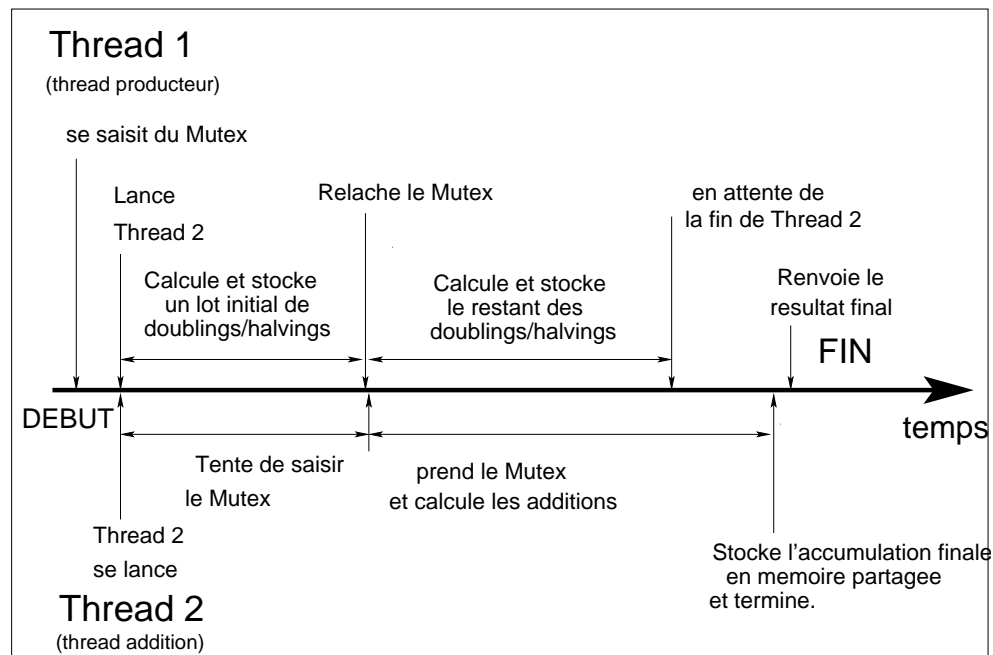 Thread 1
(thread producteur)
se saisit du Mutex
Lance
Thread 2
Relache le Mutex
en attente de
la fin de Thread 2
Calcule et stocke
un lot initial de
doublings/halvings
Calcule et stocke
le restant des
doublings/halvings
Renvoie le
resultat final
FIN
DEBUT
temps
Tente de saisir
le Mutex
prend le Mutex
et calcule les additions
Thread 2
se lance
Stocke l'accumulation finale
en memoire partagee
et termine.
Thread 2
(thread addition)